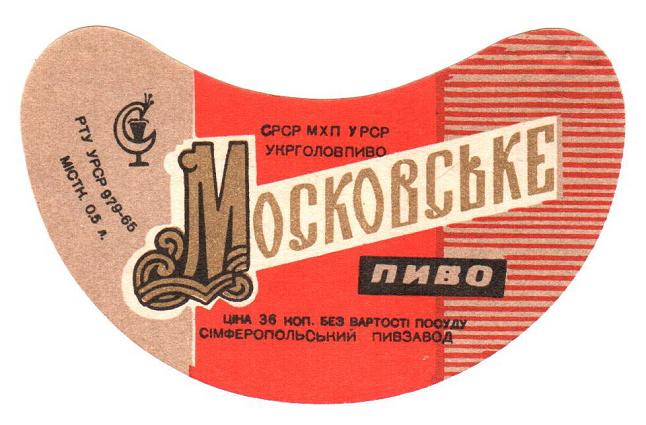 СРСР МХП УРСР
УКРГОЛОВПИВО
РТУ УРСР 979-65
МІСТН. 0.5 л.
МОСКОВСЬКЕ
ПИВО
ЦІНА 36 КОП. БЕЗ ВАРТОСТІ ПОСУДУ
СІМФЕРОПОЛЬСЬКИЙ ПИВЗАВОД